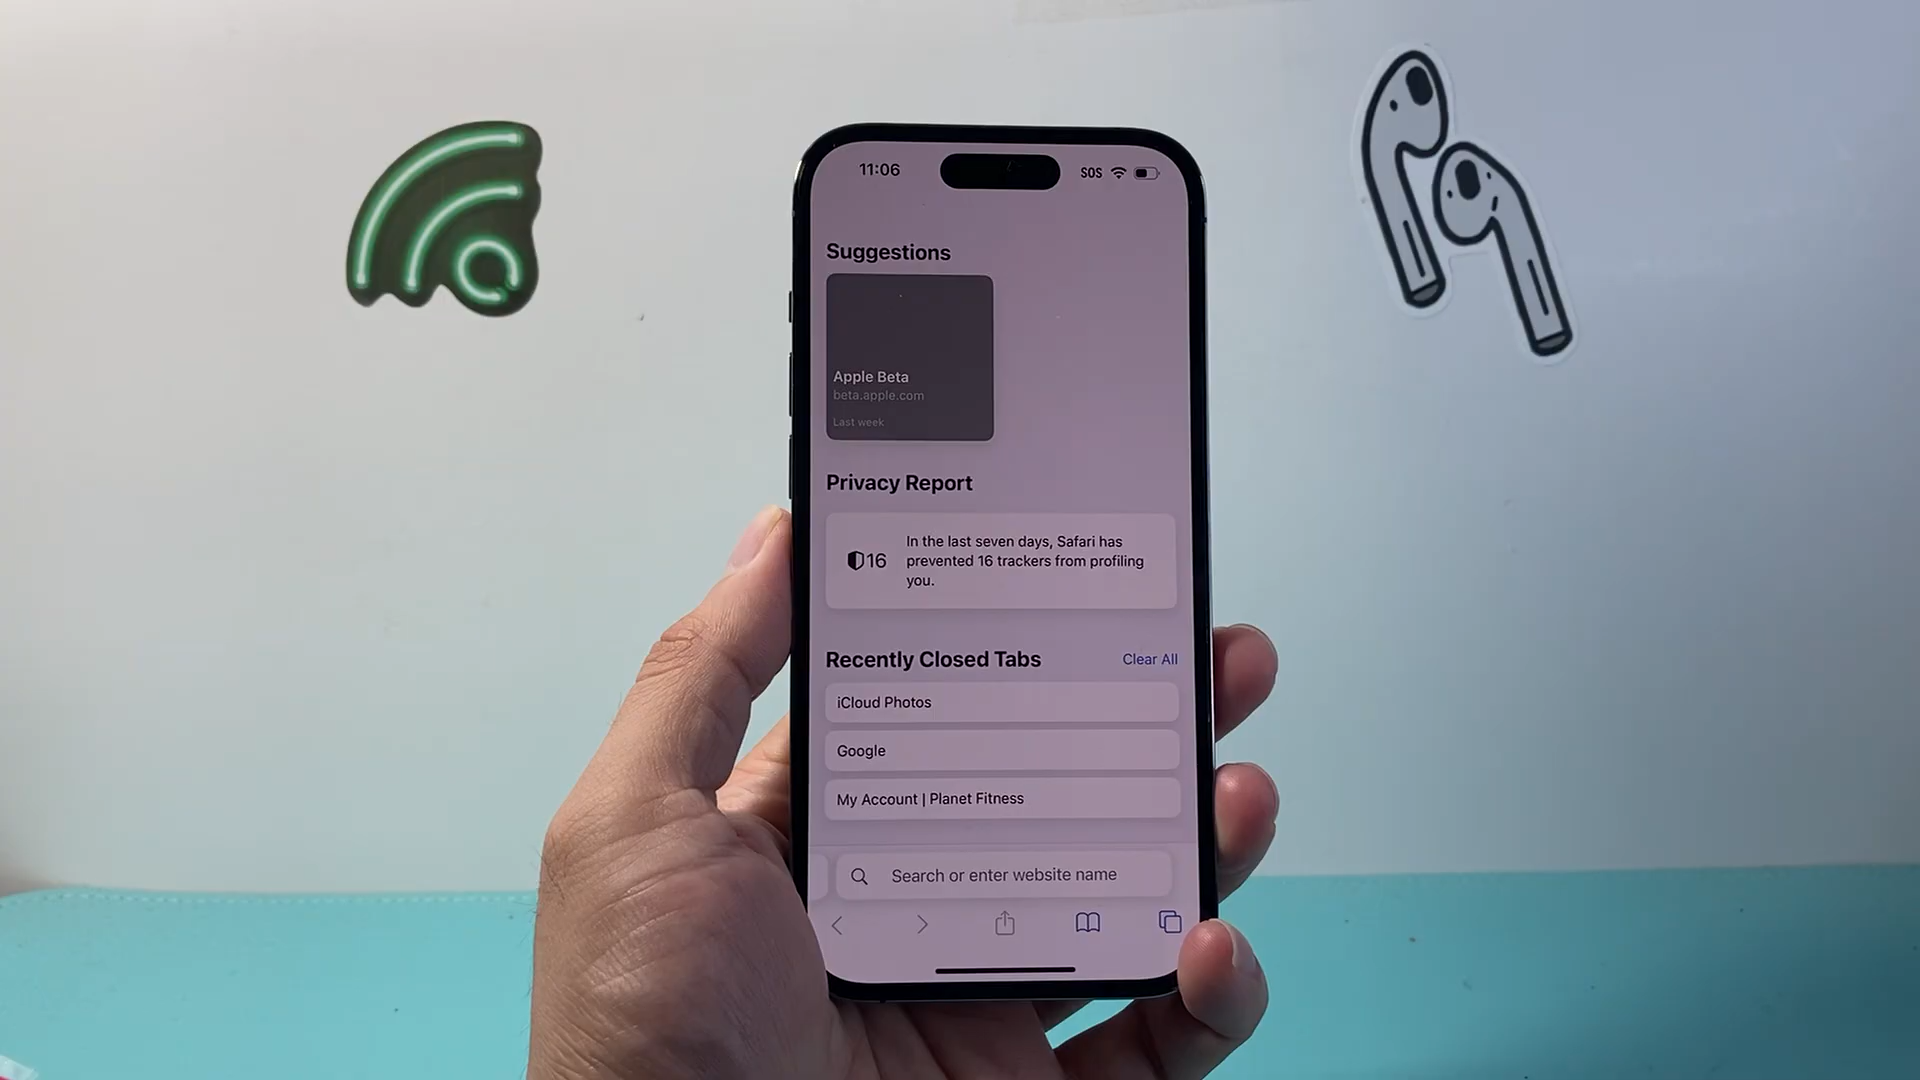 11:06
SOS
Suggestions
Apple Beta
beta.apple.com
Last week
Privacy Report
16
In the last seven days, Safari has
prevented 16 trackers from profiling
you.
Recently Closed Tabs
Clear All
iCloud Photos
Google
My Account | Planet Fitness
Search or enter website name